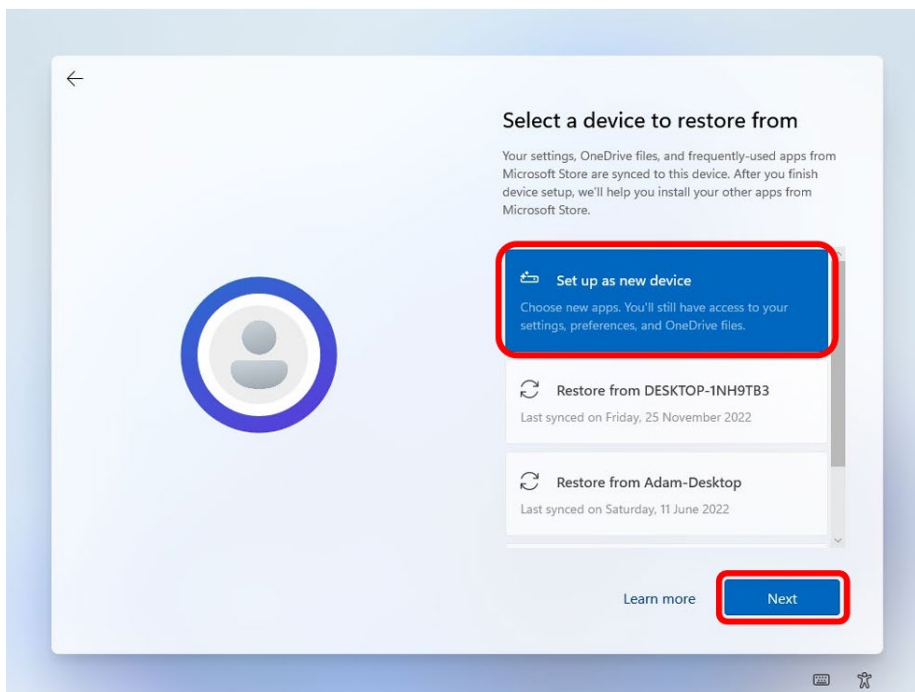 Select a device to restore from
Your settings, OneDrive files, and frequently-used apps from
Microsoft Store are synced to this device. After you finish
device setup, we'll help you install your other apps from
Microsoft Store.
Set up as new device
Choose new apps. You'll still have access to your
settings, preferences, and OneDrive files.
Restore from DESKTOP-1NH9TB3
Last synced on Friday, 25 November 2022
Restore from Adam-Desktop
Last synced on Saturday, 11 June 2022
Learn more
Next